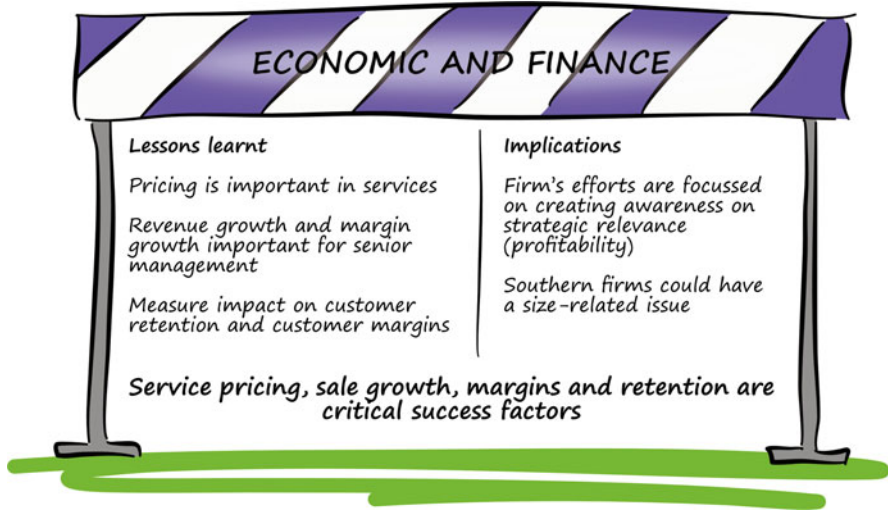 ECONOMIC AND FINANCE
Lessons learnt
Pricing is important in services
Revenue growth and margin
growth important for senior
management
Measure impact on customer
retention and customer margins
Implications
Firm's efforts are focussed
on creating awareness on
strategic relevance
(profitability)
Southern firms could have
a size-related issue
Service pricing, sale growth, margins and retention are
critical success factors